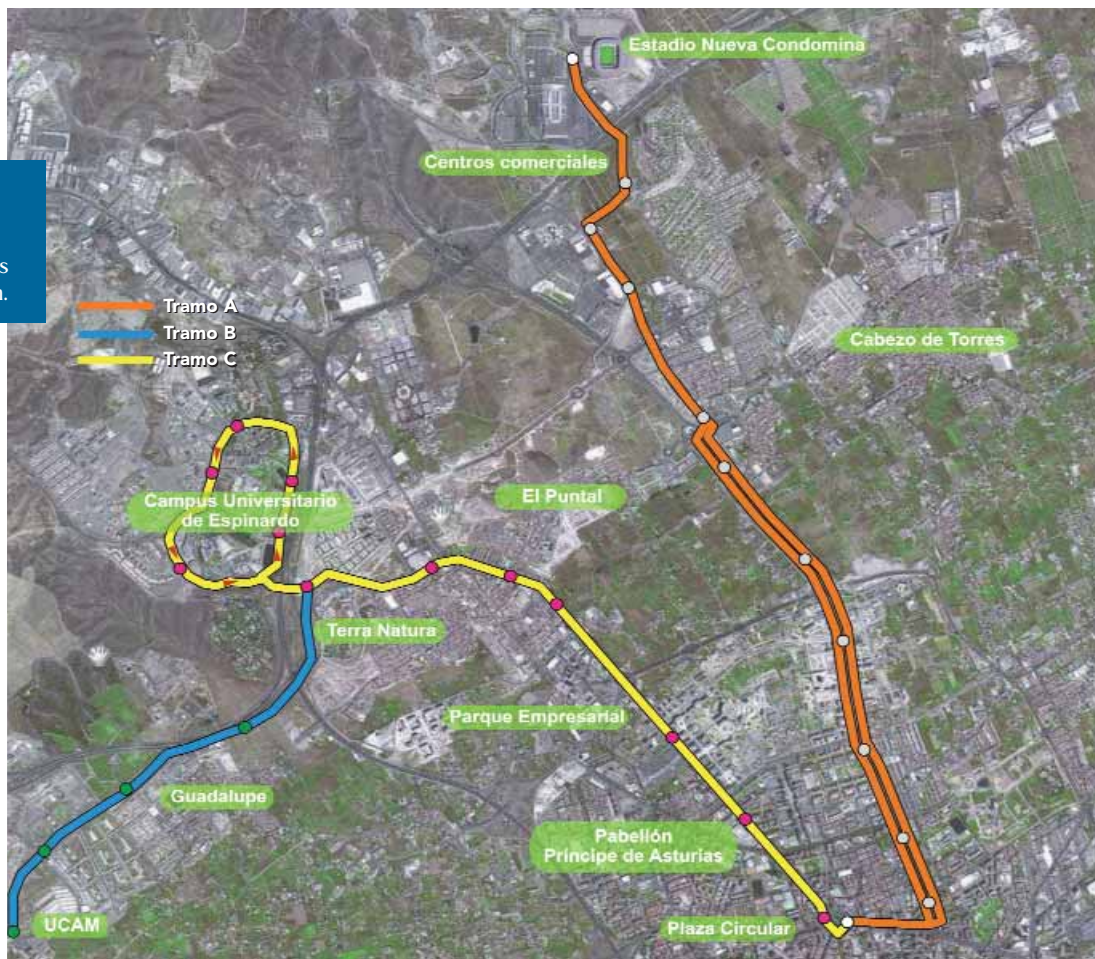 Estadio Nueva Condomina
Centros comerciales
s
n.
Tramo A
Tramo B
Tramo C
Cabezo de Torres
Campus Universitario
de Espinardo
El Puntal
Terra Natura
Parque Empresarial
Guadalupe
Pabellón
Príncipe de Asturias
UCAM
Plaza Circular